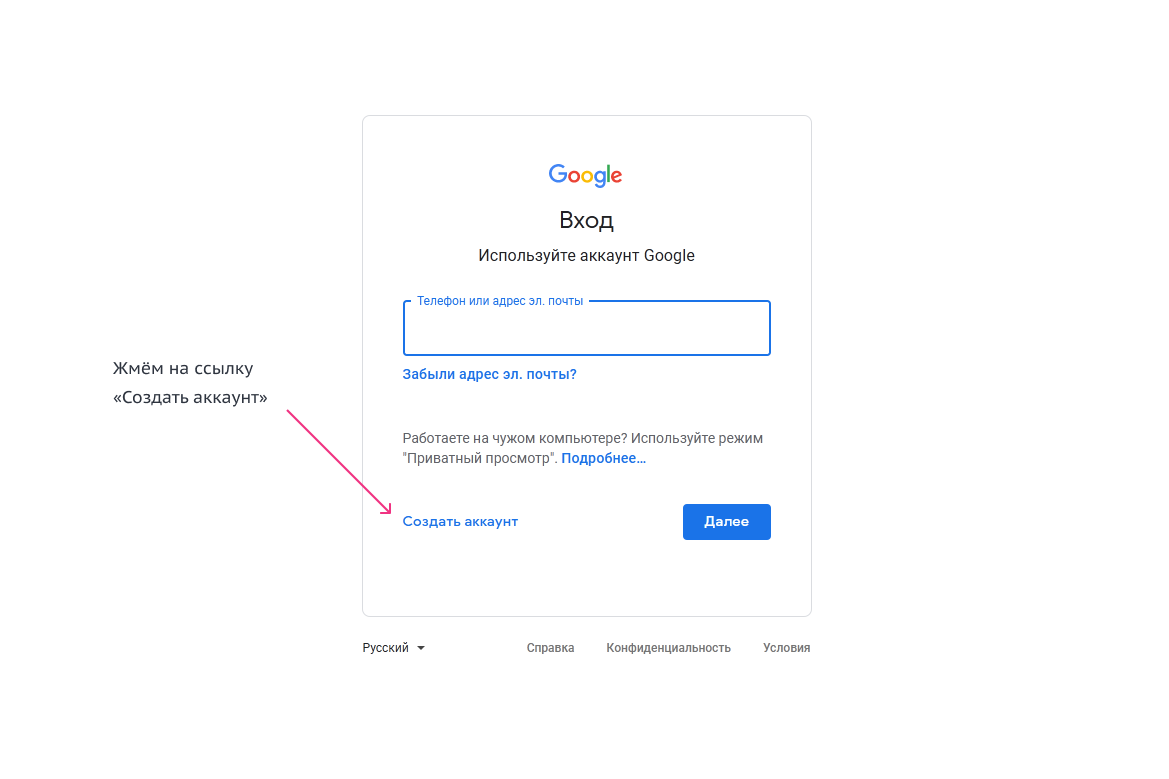 Google
Вход
Используйте аккаунт Google
Телефон или адрес эл. почты
Забыли адрес эл. почты?
Жмём на ссылку
«Создать аккаунт»
Работаете на чужом компьютере? Используйте режим
"Приватный просмотр". Подробнее…
Создать аккаунт
Далее
Русский
Справка
Конфиденциальность
Условия